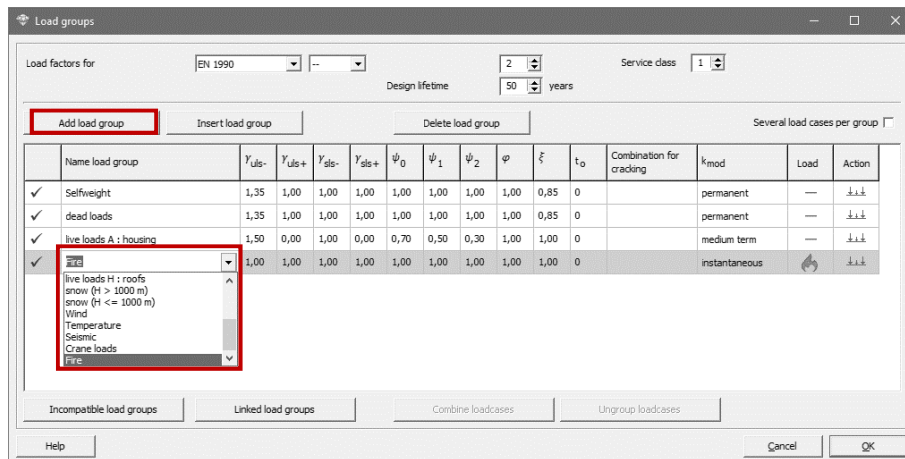 Load groups
Load factors for EN 1990 -- 2 Service class 1
Design lifetime 50 years
Add load group Insert load group Delete load group Several load cases per group
Name load group γuls- γuls+ γsls- γsls+ ψ0 ψ1 ψ2 φ ξ to Combination for cracking kmod Load Action
Selfweight 1,35 1,00 1,00 1,00 1,00 1,00 1,00 1,00 0,85 0 permanent
dead loads 1,35 1,00 1,00 1,00 1,00 1,00 1,00 1,00 0,85 0 permanent
live loads A : housing 1,50 0,00 1,00 0,00 0,70 0,50 0,30 1,00 1,00 0 medium term
Fire 1,00 1,00 1,00 1,00 1,00 1,00 1,00 1,00 1,00 0 instantaneous
live loads H : roofs
snow (H > 1000 m)
snow (H <= 1000 m)
Wind
Temperature
Seismic
Crane loads
Fire
Incompatible load groups Linked load groups Combine loadcases Ungroup loadcases
Help Cancel OK